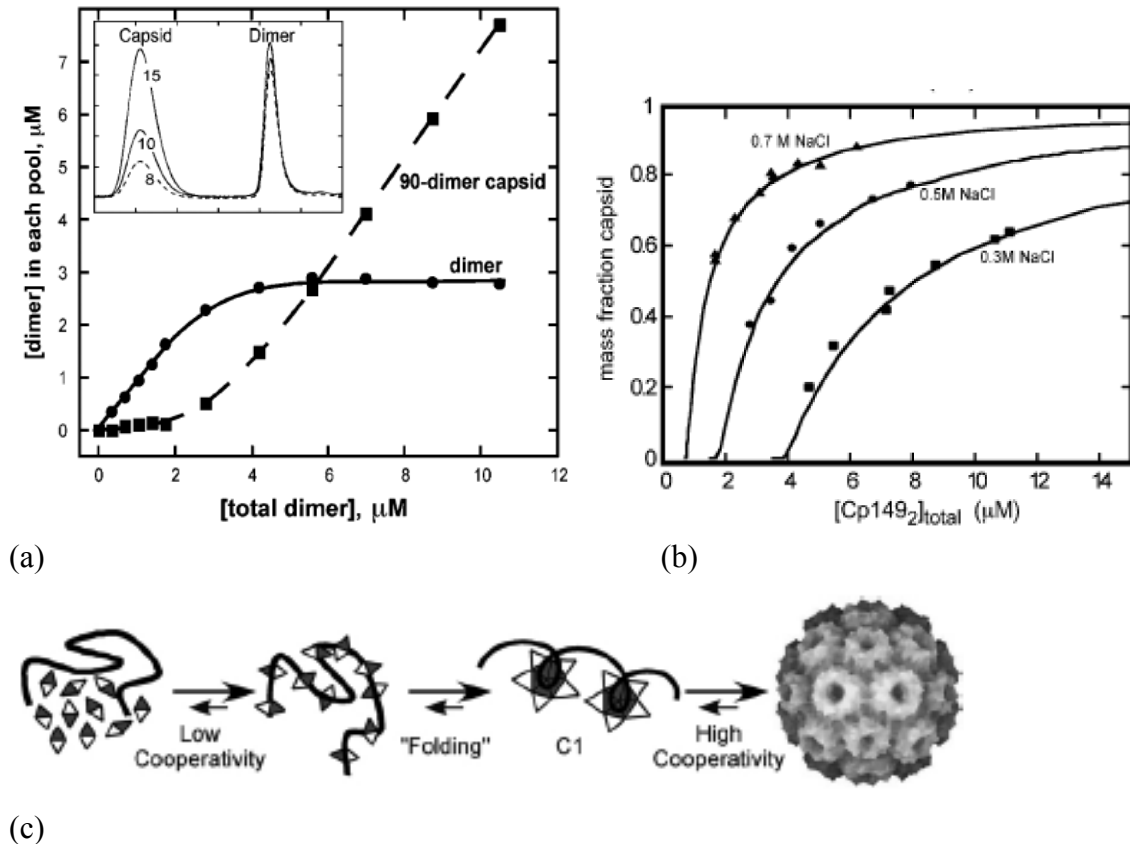 Capsid
Dimer
15
10
8
[dimer] in each pool, μM
7
6
5
4
3
2
1
0
90-dimer capsid
dimer
0
2
4
6
8
10
12
[total dimer], μM
1
0.8
0.6
0.4
0.2
0
mass fraction capsid
0.7 M NaCl
0.5M NaCl
0.3M NaCl
2
4
6
8
10
12
14
[Cp149₂]total (μM)
(a)
(b)
Low
Cooperativity
"Folding"
C1
High
Cooperativity
(c)